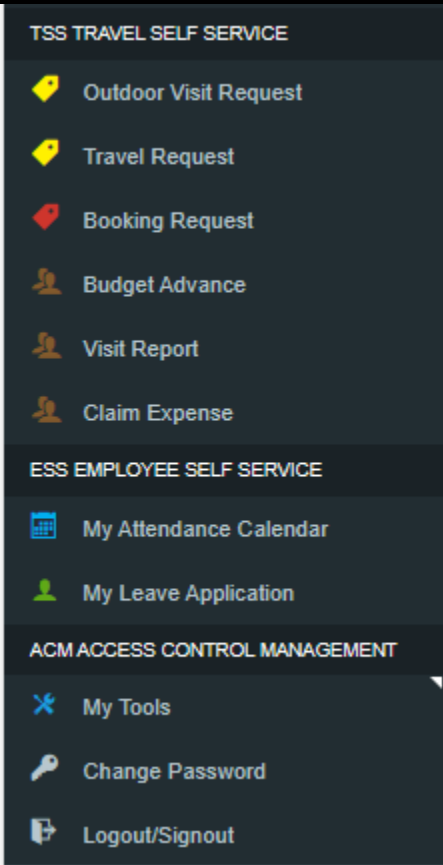 TSS TRAVEL SELF SERVICE
Outdoor Visit Request
Travel Request
Booking Request
Budget Advance
Visit Report
Claim Expense
ESS EMPLOYEE SELF SERVICE
My Attendance Calendar
My Leave Application
ACM ACCESS CONTROL MANAGEMENT
My Tools
Change Password
Logout/Signout